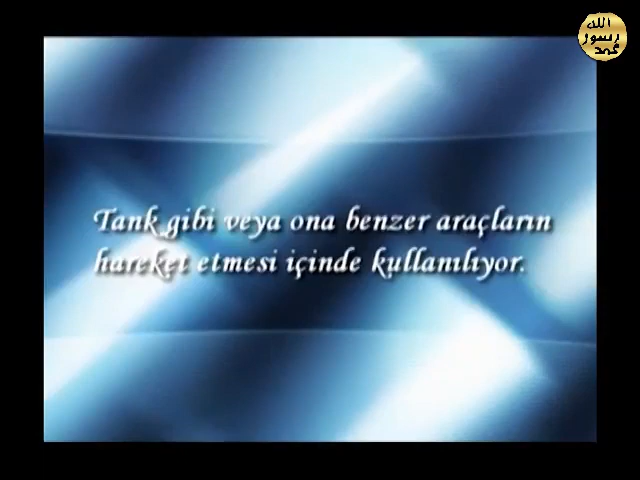 الله
رسول
محمد
Tank gibi veya ona benzer araçların
hareket etmesi içinde kullanılıyor.